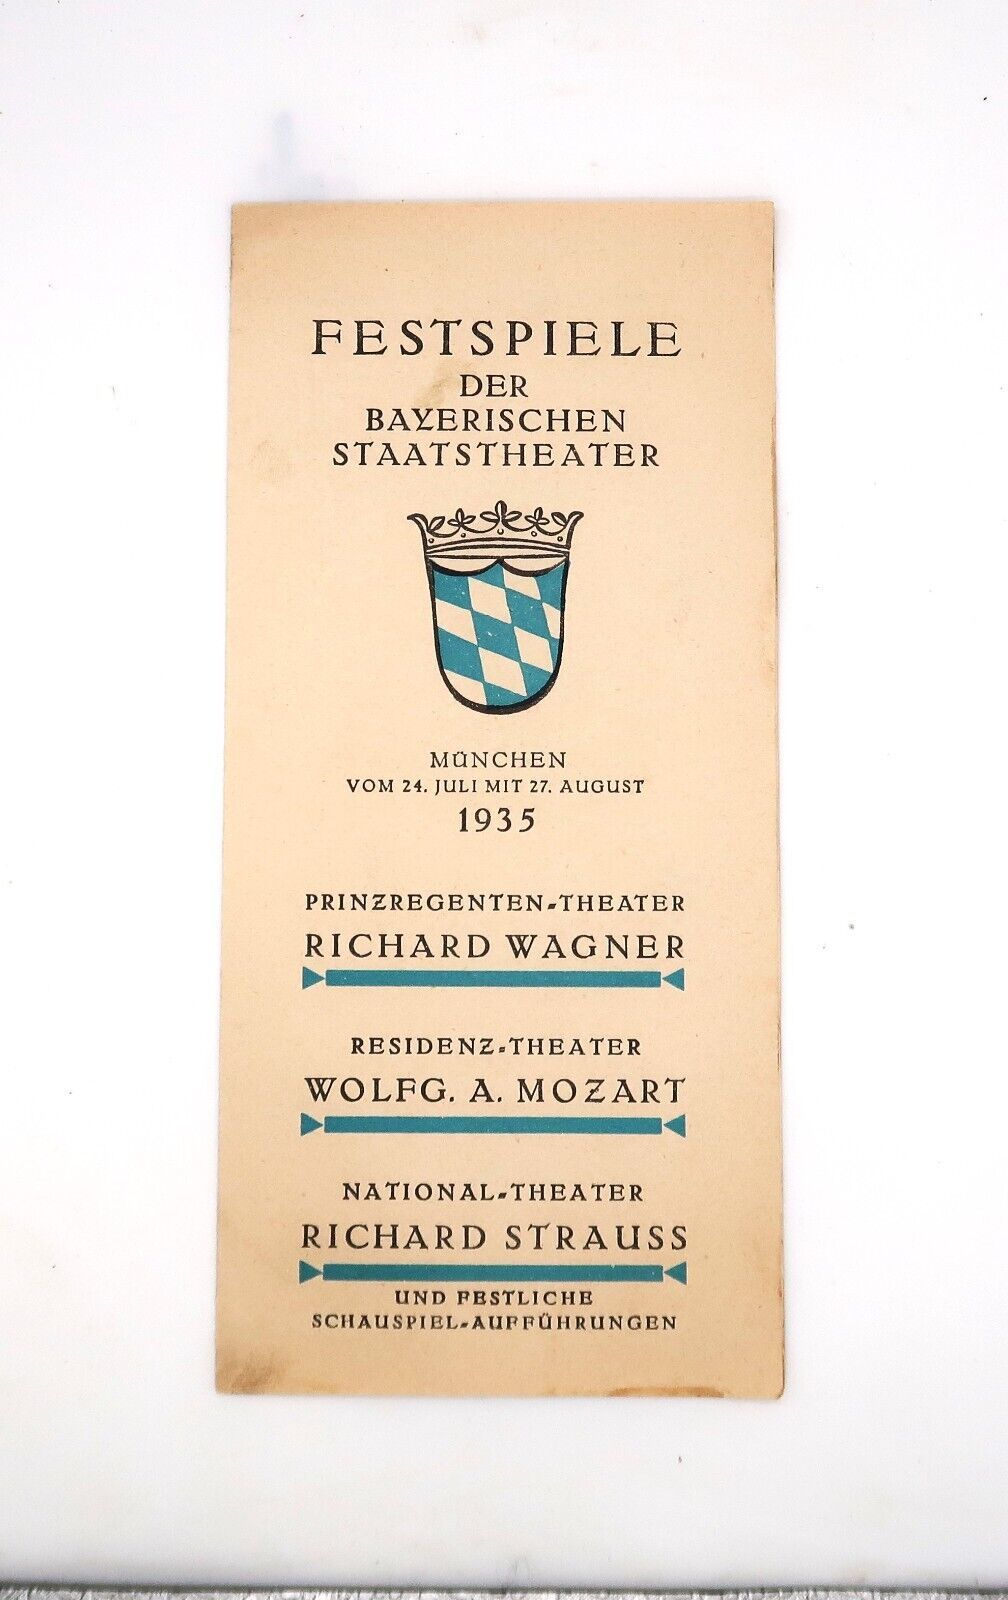 FESTSPIELE
DER
BAYERISCHEN
STAATSTHEATER
MÜNCHEN
VOM 24. JULI MIT 27. AUGUST
1935
PRINZREGENTEN-THEATER
RICHARD WAGNER
RESIDENZ-THEATER
WOLFG. A. MOZART
NATIONAL-THEATER
RICHARD STRAUSS
UND FESTLICHE
SCHAUSPIEL-AUFFÜHRUNGEN